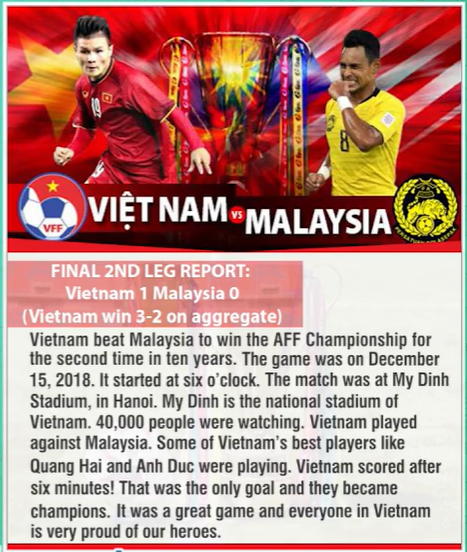 19
8
VFF
VIỆT NAM VS MALAYSIA
PERSATUAN BOLASEPAK
FINAL 2ND LEG REPORT:
Vietnam 1 Malaysia 0
(Vietnam win 3-2 on aggregate)
Vietnam beat Malaysia to win the AFF Championship for
the second time in ten years. The game was on December
15, 2018. It started at six o’clock. The match was at My Dinh
Stadium, in Hanoi. My Dinh is the national stadium of
Vietnam. 40,000 people were watching. Vietnam played
against Malaysia. Some of Vietnam’s best players like
Quang Hai and Anh Duc were playing. Vietnam scored after
six minutes! That was the only goal and they became
champions. It was a great game and everyone in Vietnam
is very proud of our heroes.